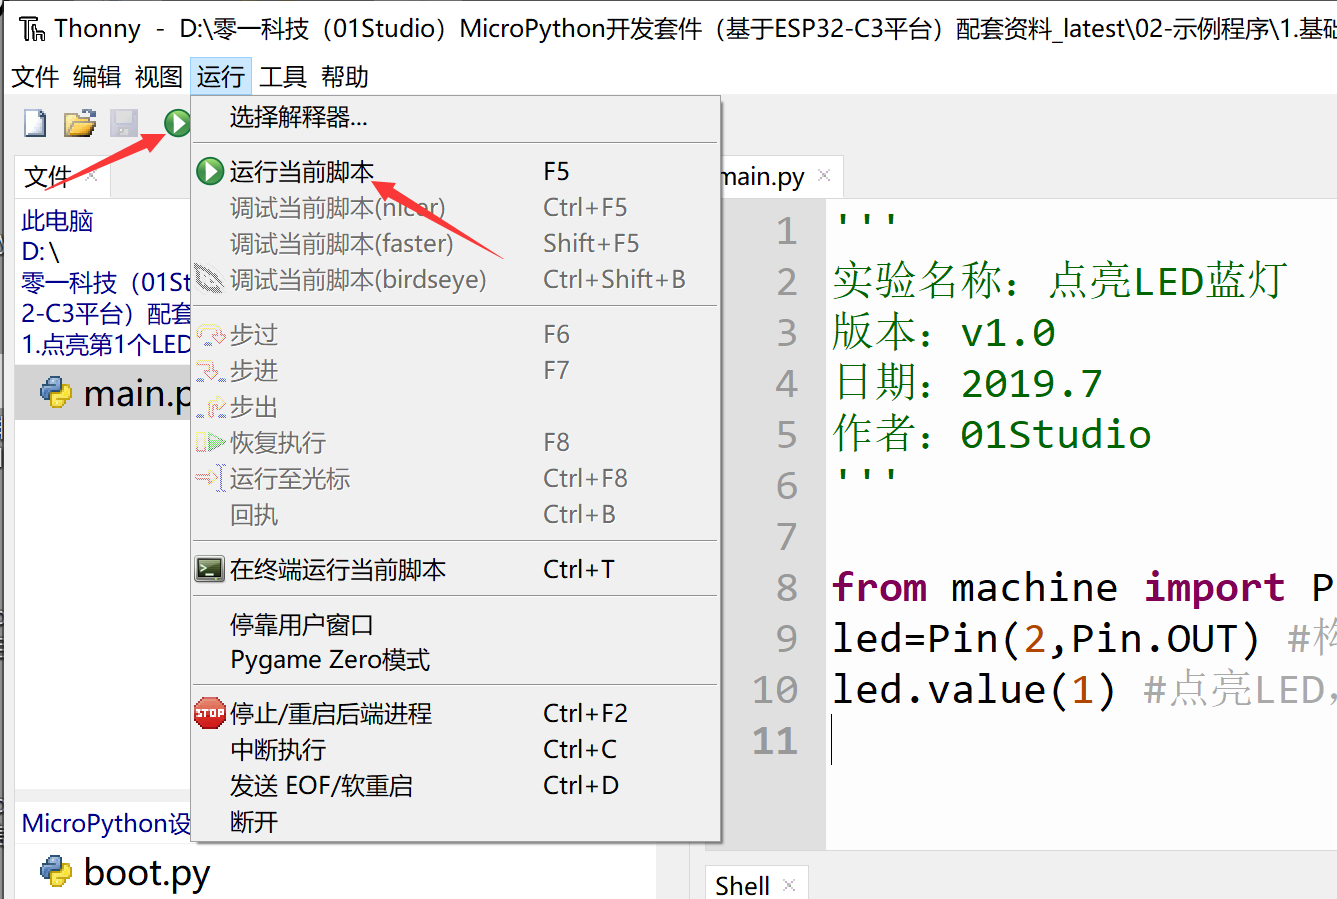 Thonny - D:\零一科技（01Studio）MicroPython开发套件（基于ESP32-C3平台）配套资料_latest\02-示例程序\1.基础
文件 编辑 视图 运行 工具 帮助
选择解释器...
运行当前脚本 F5
调试当前脚本(nicer) Ctrl+F5
调试当前脚本(faster) Shift+F5
调试当前脚本(birdseye) Ctrl+Shift+B
步过 F6
步进 F7
步出
恢复执行 F8
运行至光标 Ctrl+F8
回执 Ctrl+B
在终端运行当前脚本 Ctrl+T
停靠用户窗口
Pygame Zero模式
STOP 停止/重启后端进程 Ctrl+F2
中断执行 Ctrl+C
发送 EOF/软重启 Ctrl+D
断开
文件
此电脑
D:\
零一科技（01St
2-C3平台）配套
1.点亮第1个LED
main.p
MicroPython设
boot.py
main.py
1 '''
2 实验名称：点亮LED蓝灯
3 版本：v1.0
4 日期：2019.7
5 作者：01Studio
6 '''
7
8 from machine import P
9 led=Pin(2,Pin.OUT) #构
10 led.value(1) #点亮LED，
11
Shell